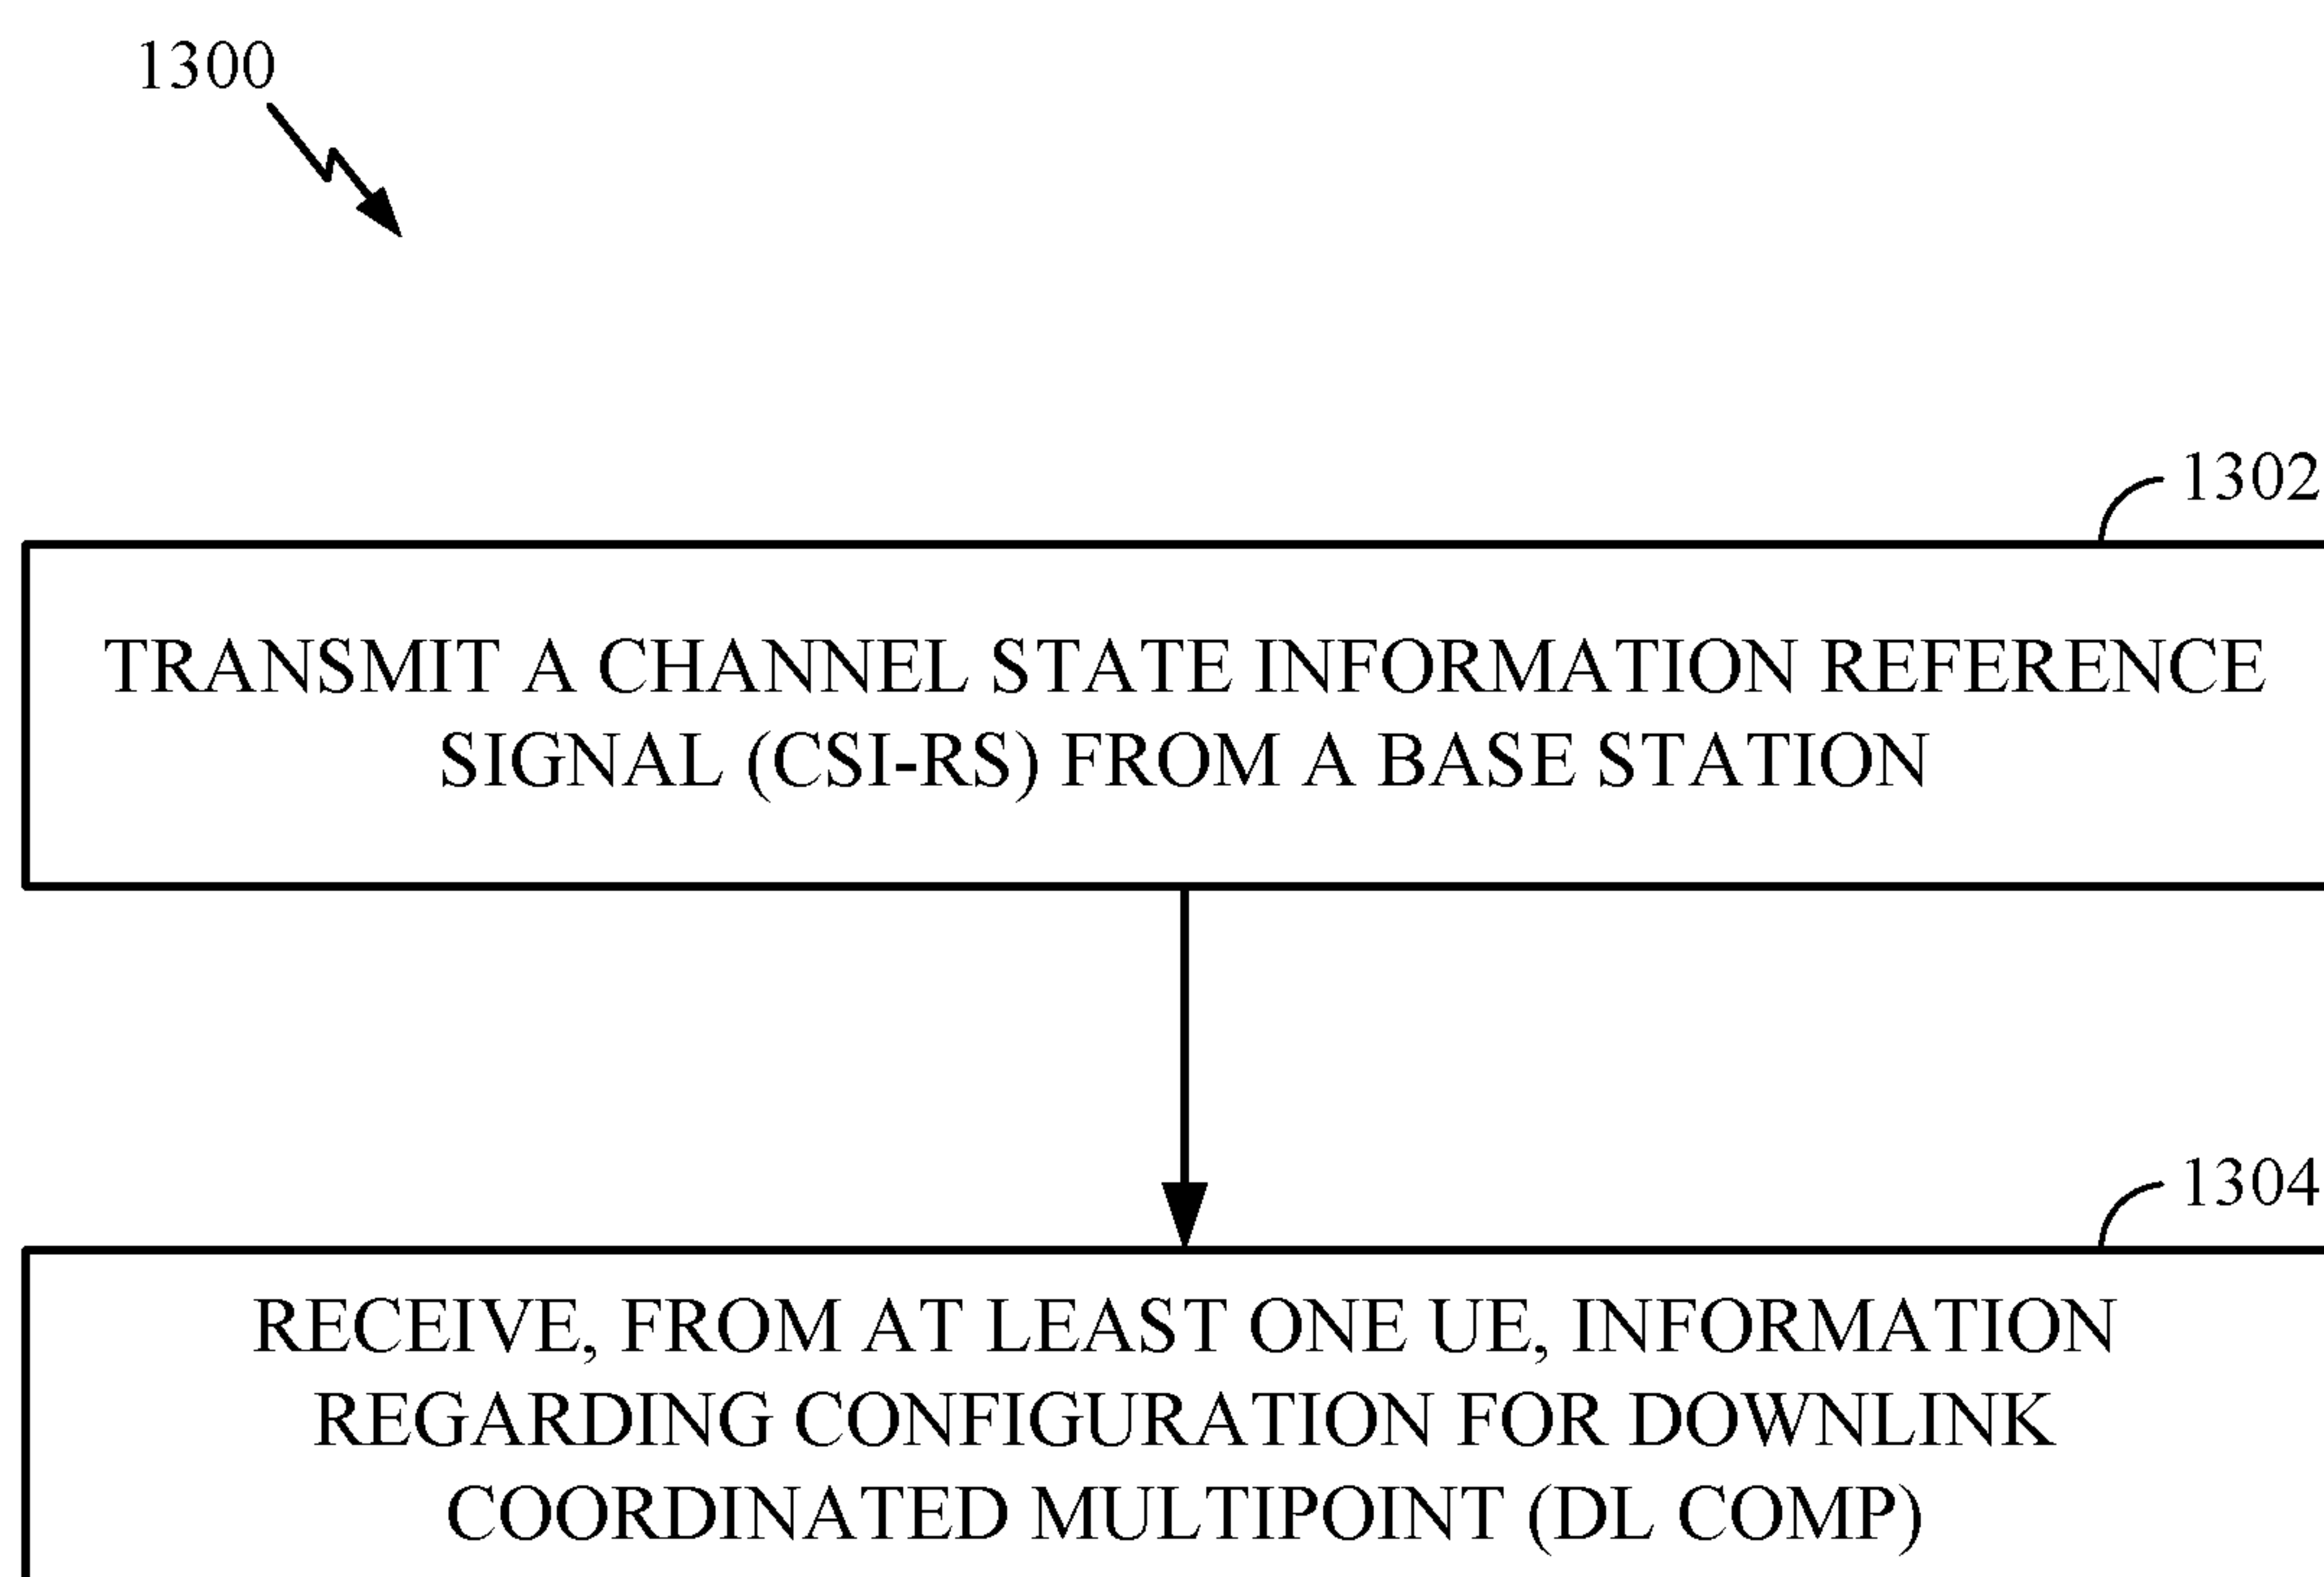 1300
1302
TRANSMIT A CHANNEL STATE INFORMATION REFERENCE
SIGNAL (CSI-RS) FROM A BASE STATION
1304
RECEIVE, FROM AT LEAST ONE UE, INFORMATION
REGARDING CONFIGURATION FOR DOWNLINK
COORDINATED MULTIPOINT (DL COMP)